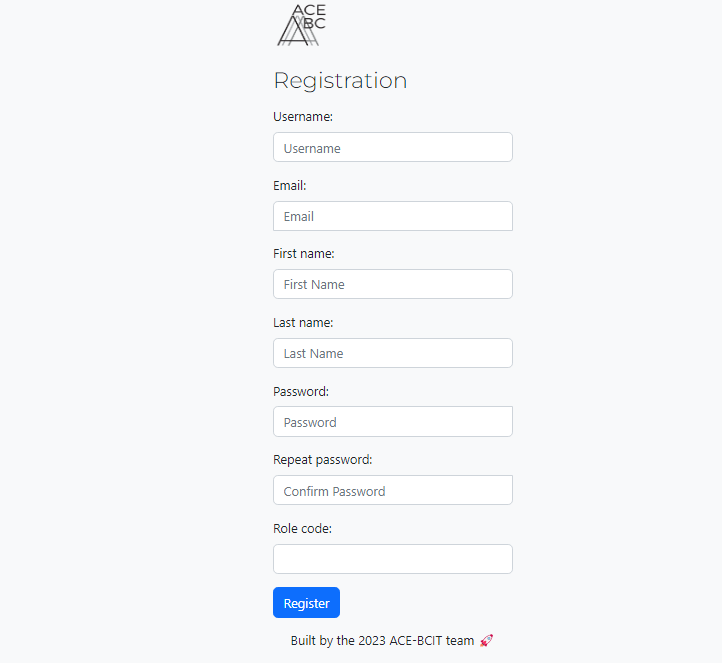 ACE
BC
Registration
Username:
Username
Email:
Email
First name:
First Name
Last name:
Last Name
Password:
Password
Repeat password:
Confirm Password
Role code:
Register
Built by the 2023 ACE-BCIT team 🚀